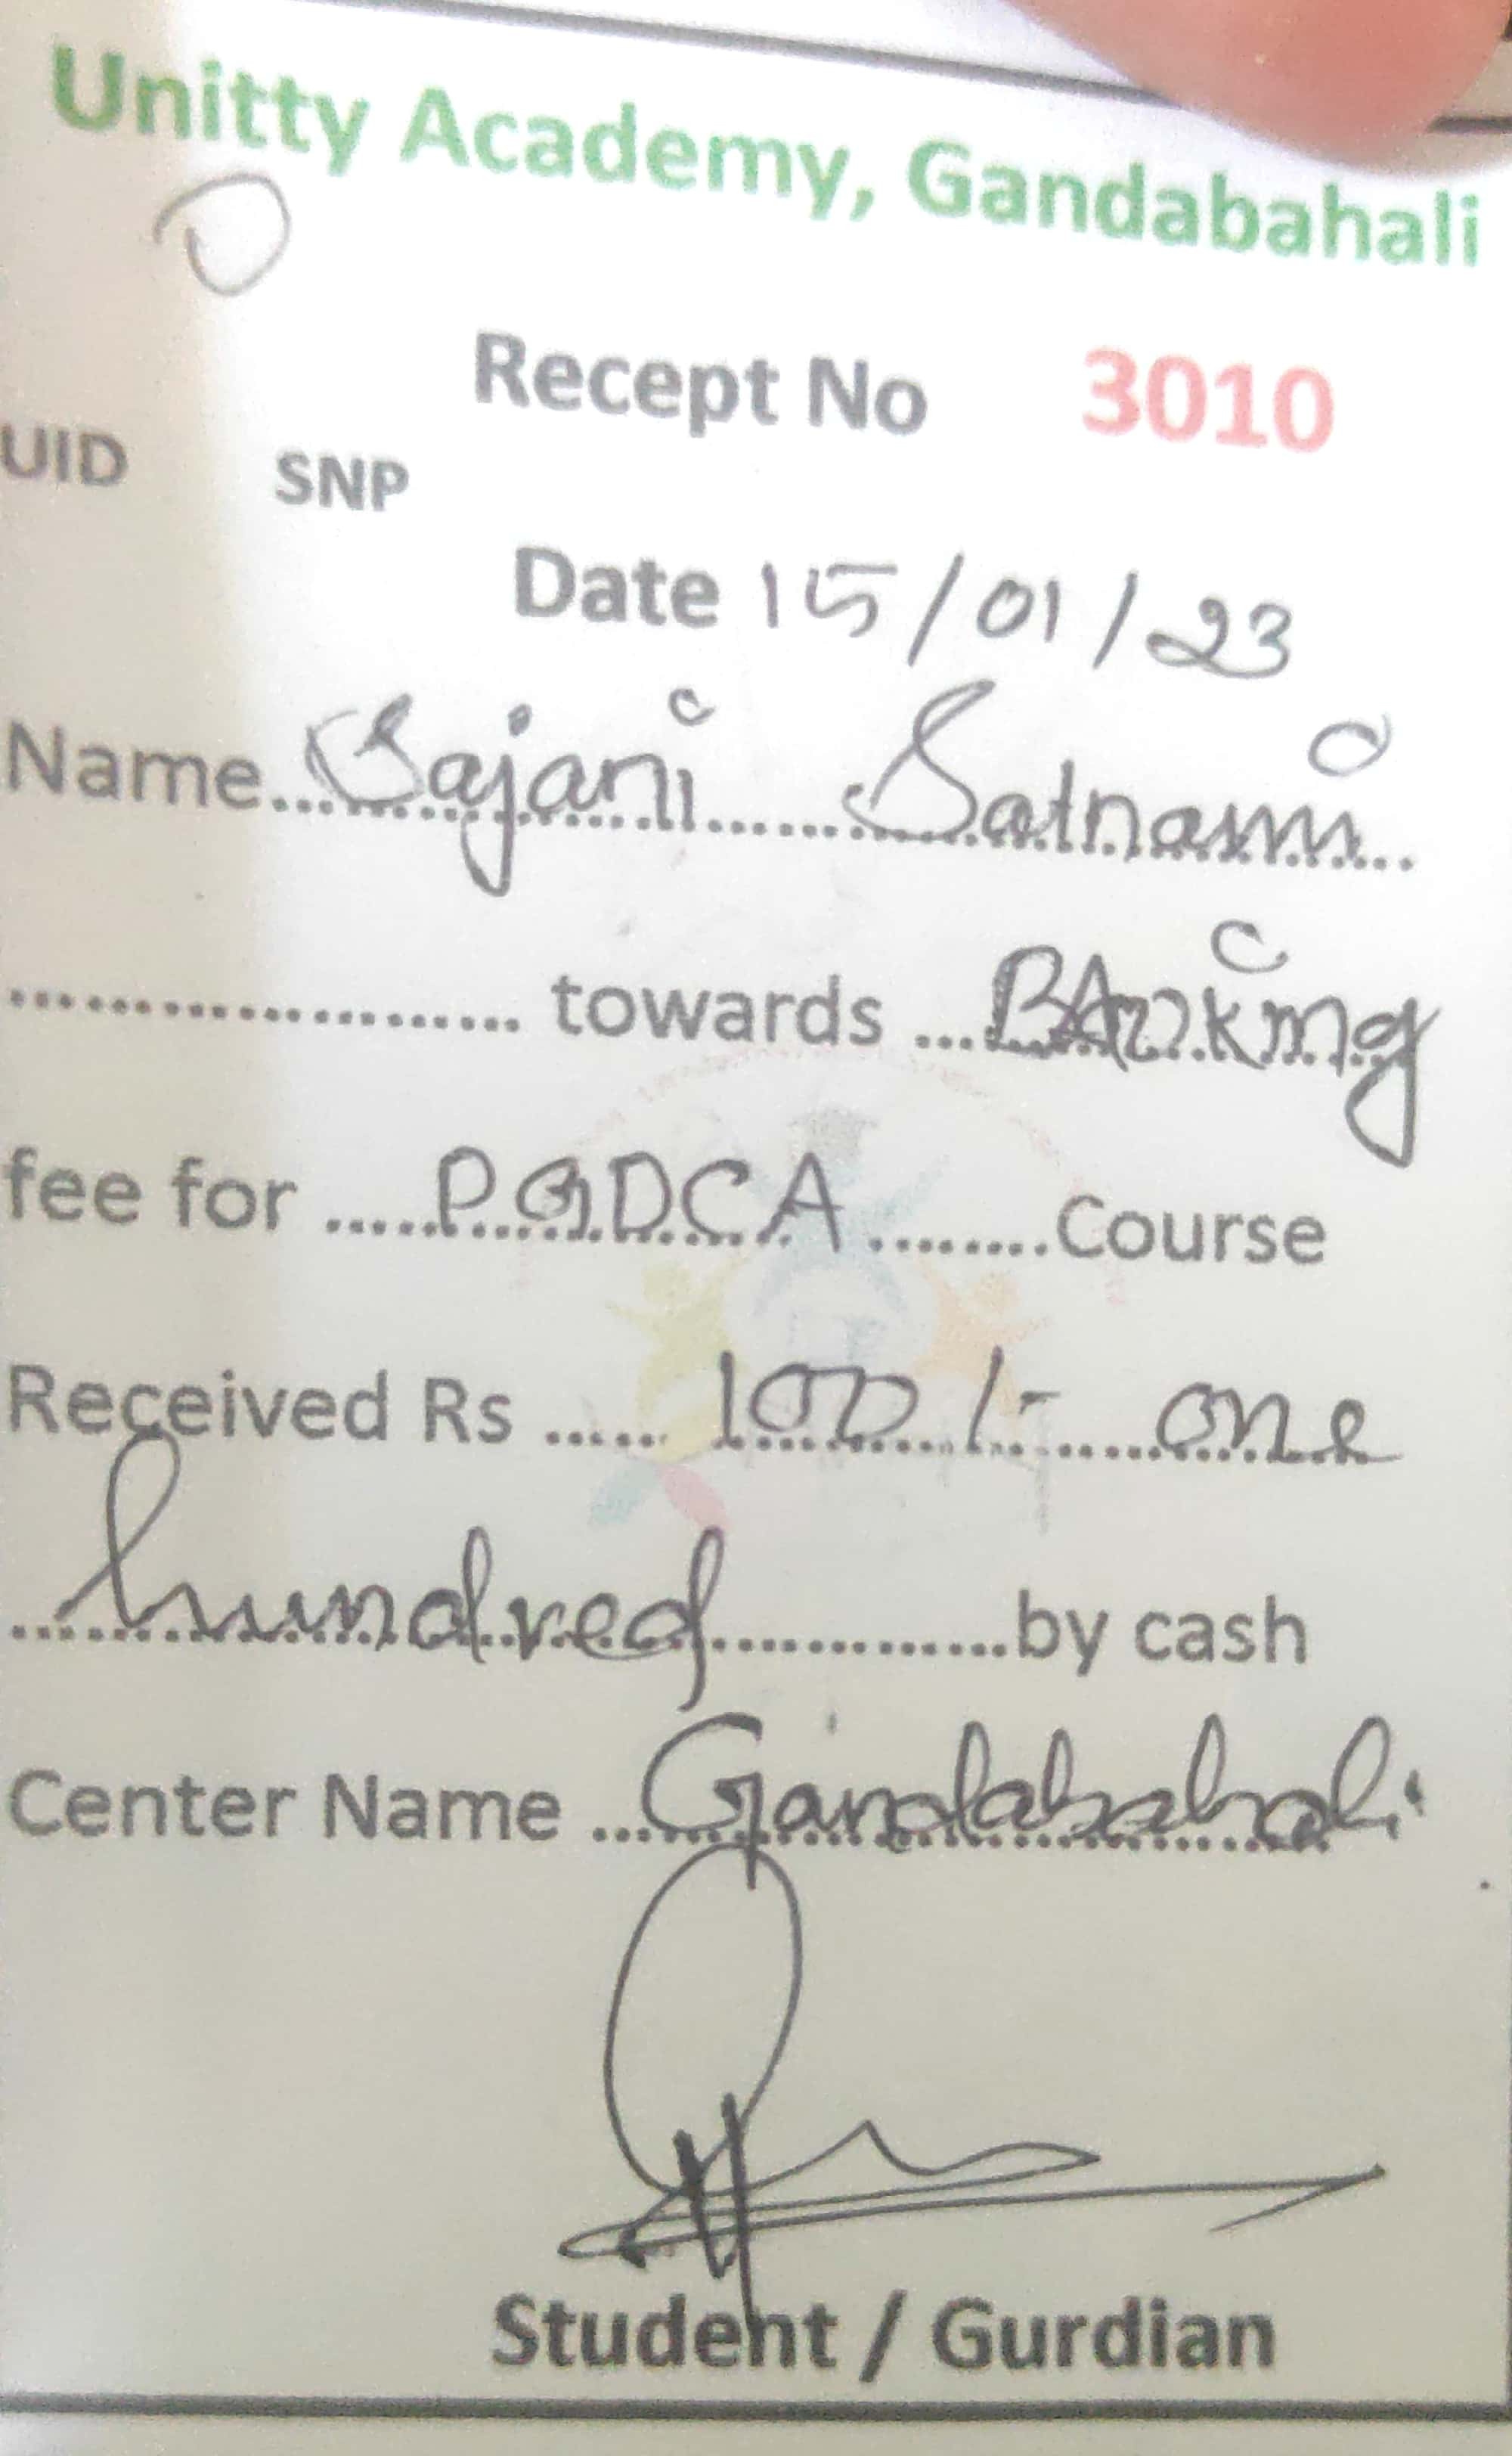 Unitty Academy, Gandabahali
Recept No 3010
UID SNP
Date 15/01/23
Name Sajani Satnami
towards BAnking
fee for PGDCA Course
Received Rs 100/- one
hundred by cash
Center Name Gandabahali
Student / Gurdian